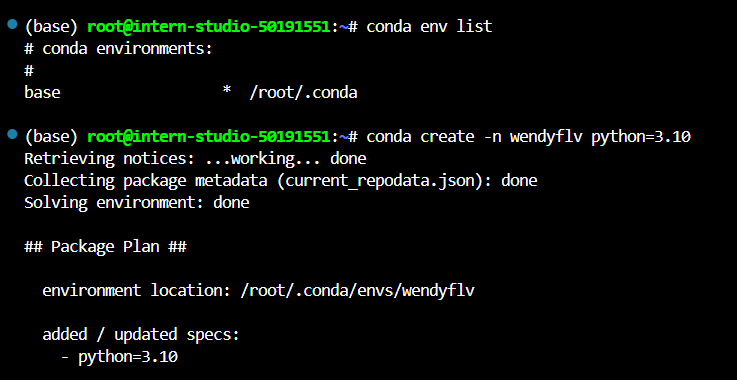 (base) root@intern-studio-50191551:~# conda env list
# conda environments:
#
base                  *  /root/.conda
(base) root@intern-studio-50191551:~# conda create -n wendyflv python=3.10
Retrieving notices: ...working... done
Collecting package metadata (current_repodata.json): done
Solving environment: done
## Package Plan ##
environment location: /root/.conda/envs/wendyflv
added / updated specs:
- python=3.10